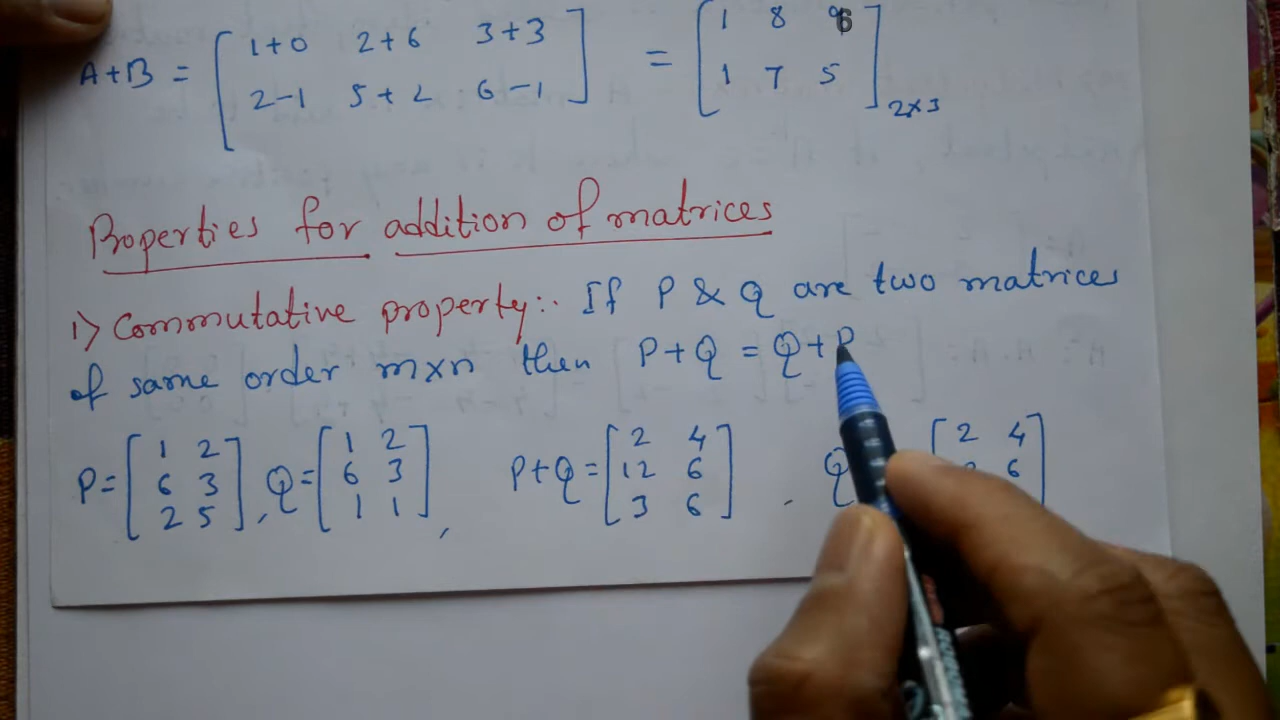 A+B = [ 1+0 2+6 3+3 ] = [ 1 8 6 ]
[ 2-1 5+2 6-1 ] [ 1 7 5 ] 2x3
Properties for addition of matrices
1) Commutative property:. If P & Q are two matrices
of same order mxn then P+Q = Q+P
P= [ 1 2 ] , Q= [ 1 2 ] , P+Q = [ 2 4 ] , Q [ 2 4 ]
[ 6 3 ] [ 6 3 ] [ 12 6 ] 6 ]
[ 2 5 ] [ 1 1 ] [ 3 6 ]